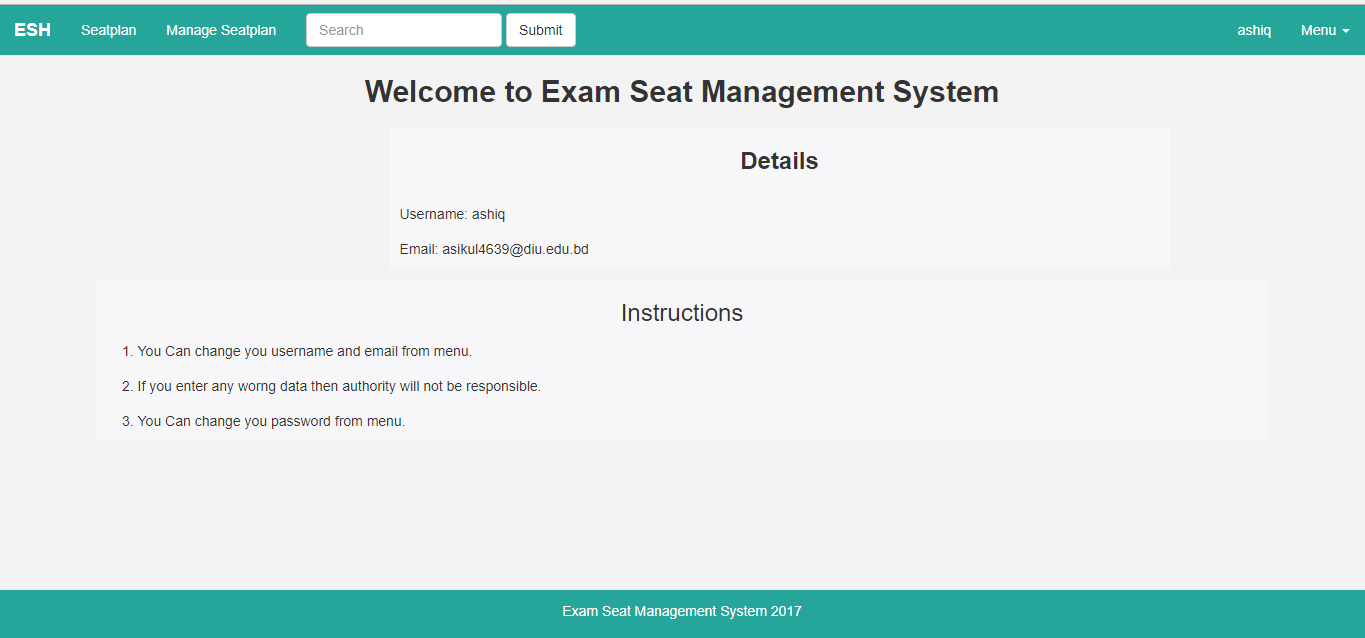 ESH Seatplan Manage Seatplan Search Submit ashiq Menu
Welcome to Exam Seat Management System
Details
Username: ashiq
Email: asikul4639@diu.edu.bd
Instructions
1. You Can change you username and email from menu.
2. If you enter any worng data then authority will not be responsible.
3. You Can change you password from menu.
Exam Seat Management System 2017